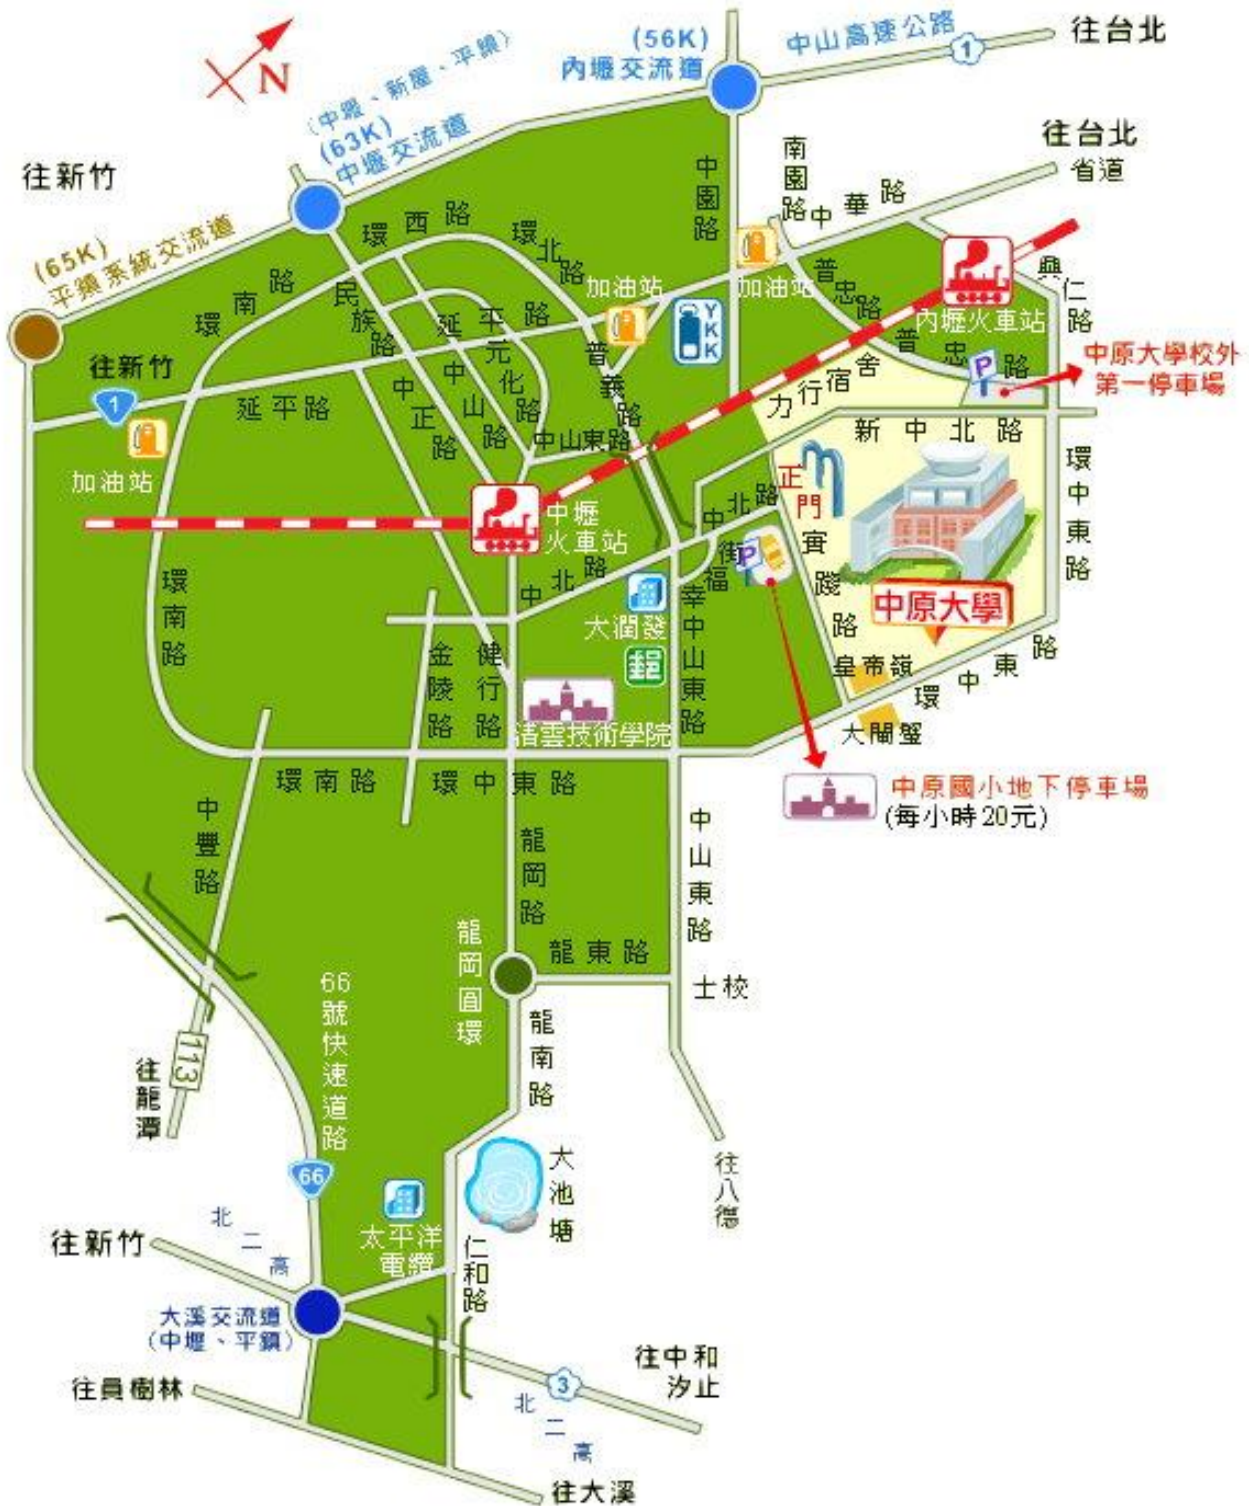 往台北
1
中山高速公路
(56K)
內壢交流道
N
(中壢、新屋、平鎮)
(63K)
中壢交流道
往新竹
(65K)
平鎮系統交流道
往台北
省道
南園路
中華路
中園路
環西路
環北路
環南路
民族路
延平路
加油站
加油站
YKK
普忠路
興仁路
內壢火車站
普忠路
中原大學校外
第一停車場
往新竹
1
加油站
延平路
中正路
中山路
元化路
普義路
中山東路
力行宿舍
新中北路
環中東路
正門
中原大學
實踐路
中壢
火車站
中北路
中北路
福街
P
P
大潤發
郵
幸
中山東路
環南路
金陵路
健行路
渚雲技術學院
皇帝嶺
大閘蟹
環中東路
環南路
環中東路
中原國小地下停車場
(每小時20元)
中豐路
龍岡路
中山東路
龍岡圓環
龍東路
士校
66號快速道路
龍南路
113
往龍潭
往八德
66
大池塘
太平洋
電纜
仁和路
北二高
往新竹
大溪交流道
(中壢、平鎮)
往中和
汐止
3
北二高
往員樹林
往大溪